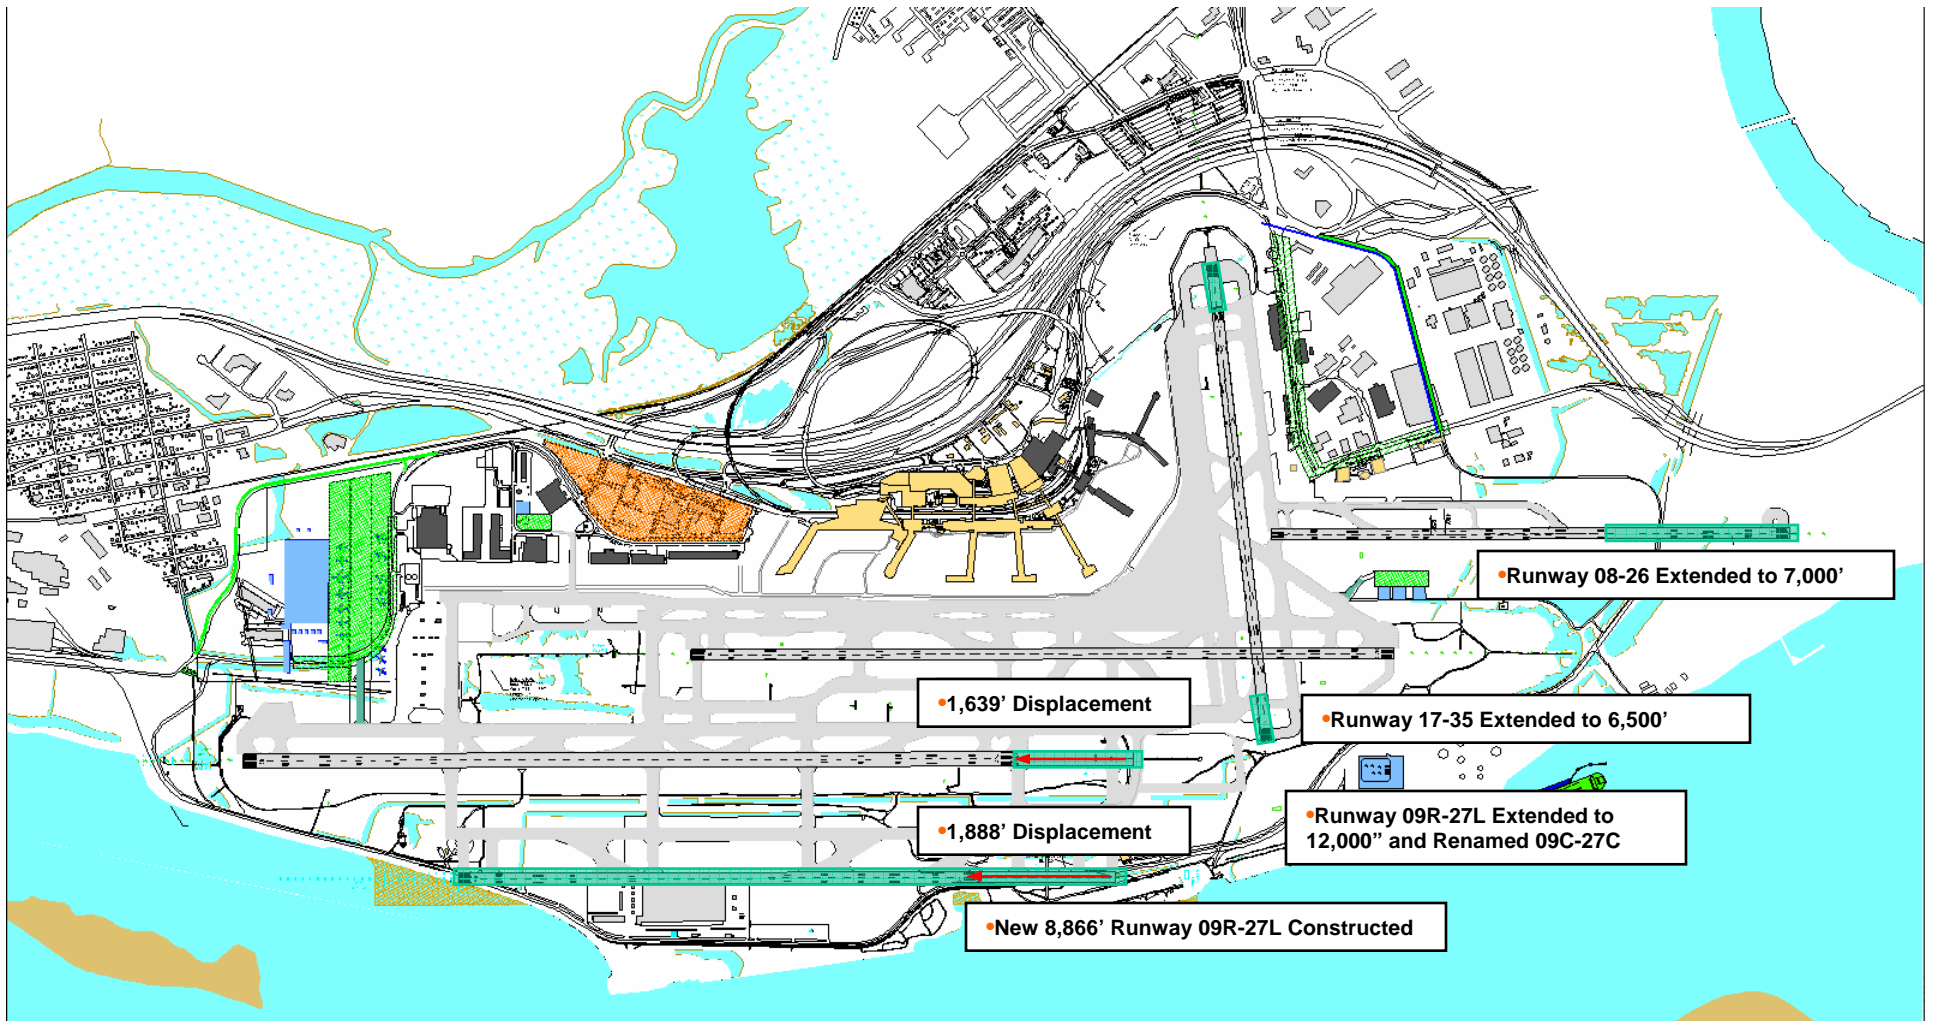 •Runway 08-26 Extended to 7,000’
•1,639’ Displacement
•Runway 17-35 Extended to 6,500’
•1,888’ Displacement
•Runway 09R-27L Extended to
12,000” and Renamed 09C-27C
•New 8,866’ Runway 09R-27L Constructed